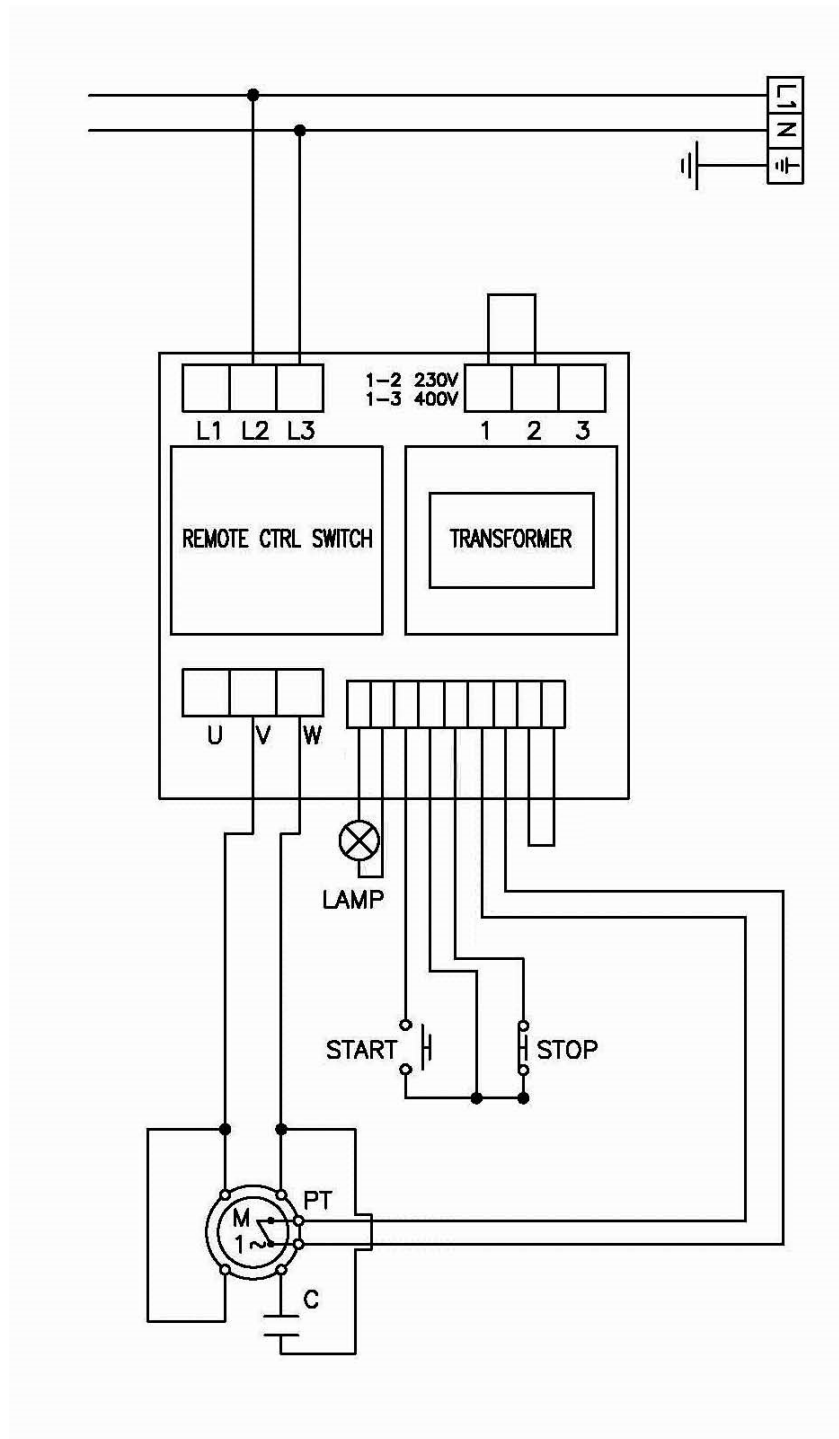 L1
N
1-2 230V
1-3 400V
L1 L2 L3
1 2 3
REMOTE CTRL SWITCH
TRANSFORMER
U V W
LAMP
START
STOP
PT
M
1~
C